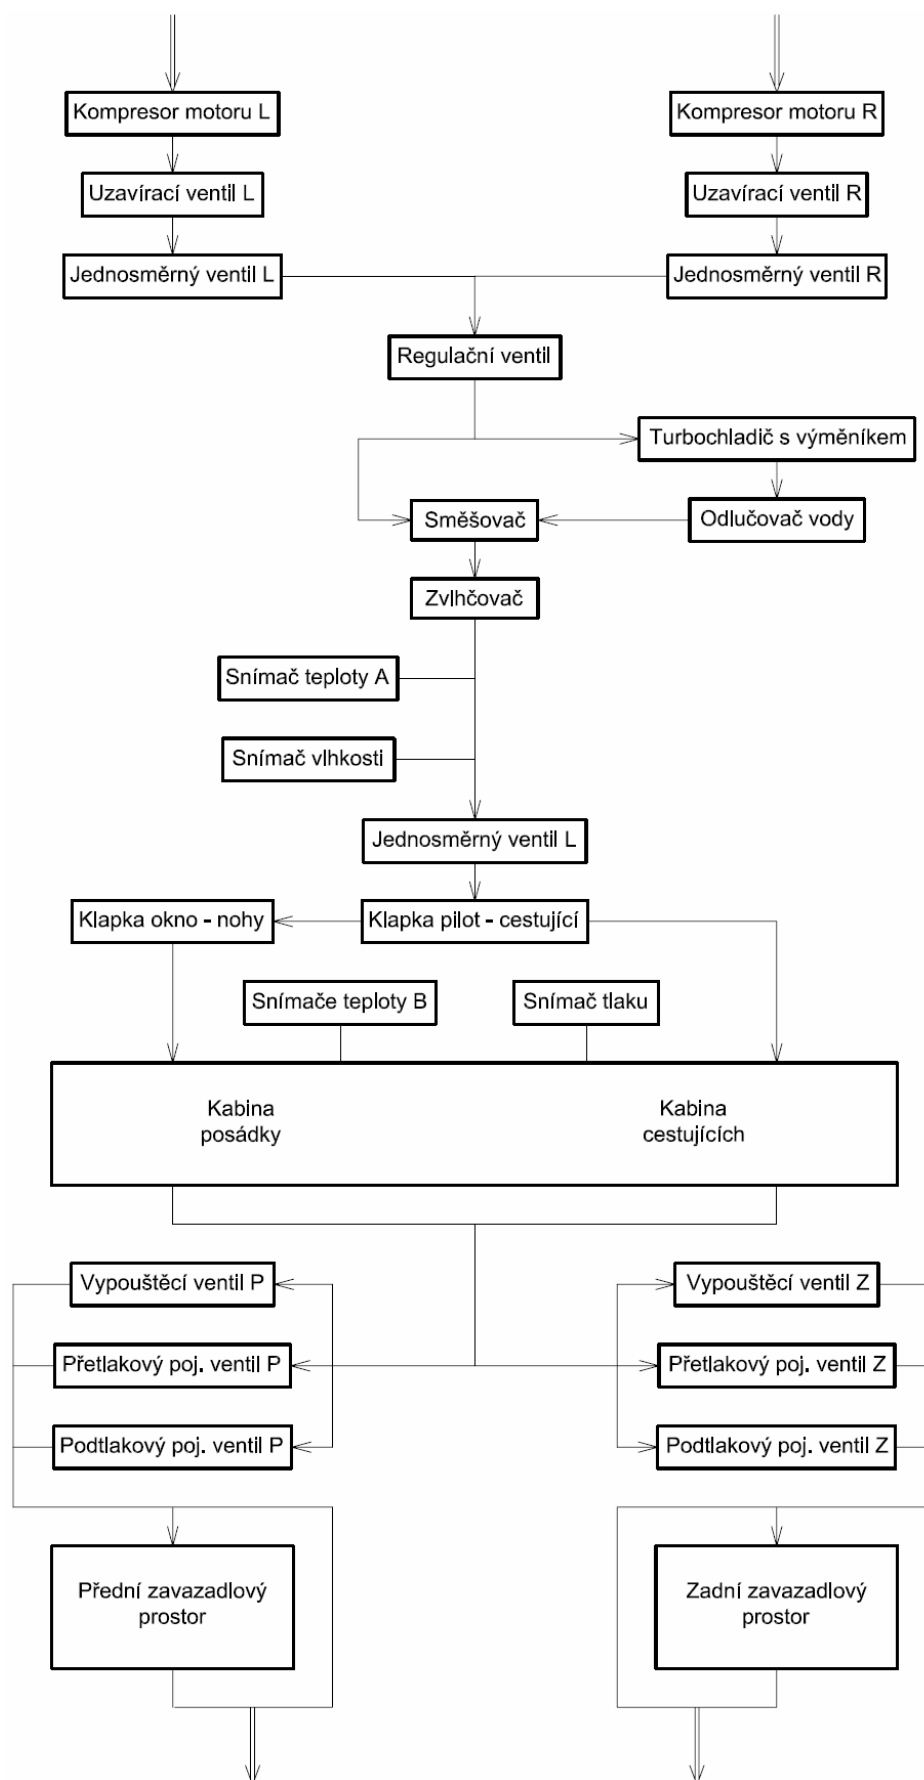 Kompresor motoru L
Kompresor motoru R
Uzavírací ventil L
Uzavírací ventil R
Jednosměrný ventil L
Jednosměrný ventil R
Regulační ventil
Turbochladič s výměníkem
Směšovač
Odlučovač vody
Zvlhčovač
Snímač teploty A
Snímač vlhkosti
Jednosměrný ventil L
Klapka okno - nohy
Klapka pilot - cestující
Snímače teploty B
Snímač tlaku
Kabina
posádky
Kabina
cestujících
Vypouštěcí ventil P
Vypouštěcí ventil Z
Přetlakový poj. ventil P
Přetlakový poj. ventil Z
Podtlakový poj. ventil P
Podtlakový poj. ventil Z
Přední zavazadlový
prostor
Zadní zavazadlový
prostor